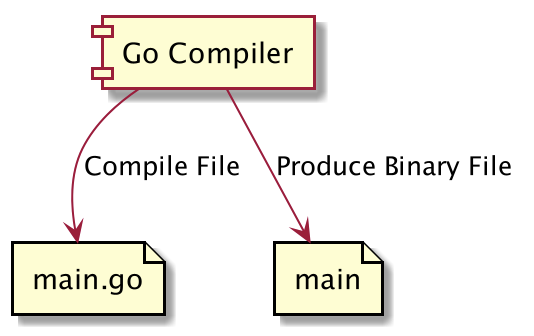 Go Compiler
Compile File
Produce Binary File
main.go
main